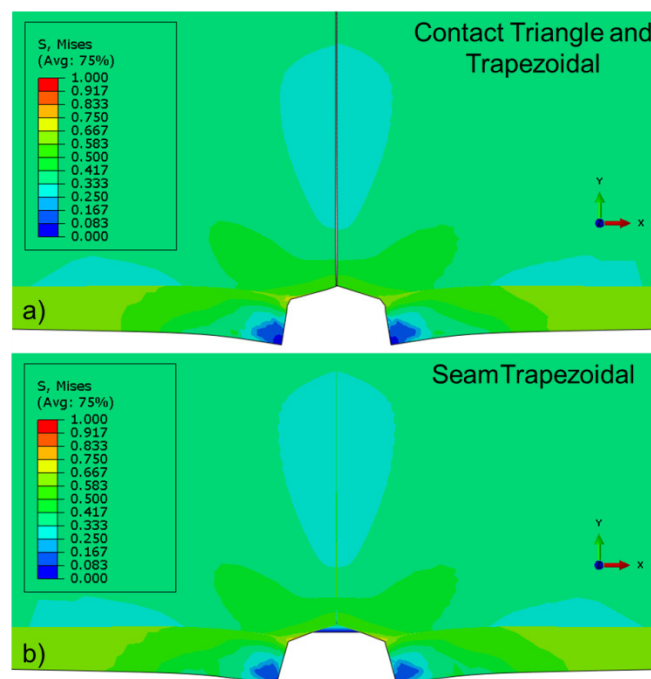 S, Mises
(Avg: 75%)
1.000
0.917
0.833
0.750
0.667
0.583
0.500
0.417
0.333
0.250
0.167
0.083
0.000
Contact Triangle and
Trapezoidal
Y
X
a)
S, Mises
(Avg: 75%)
1.000
0.917
0.833
0.750
0.667
0.583
0.500
0.417
0.333
0.250
0.167
0.083
0.000
Seam Trapezoidal
Y
X
b)